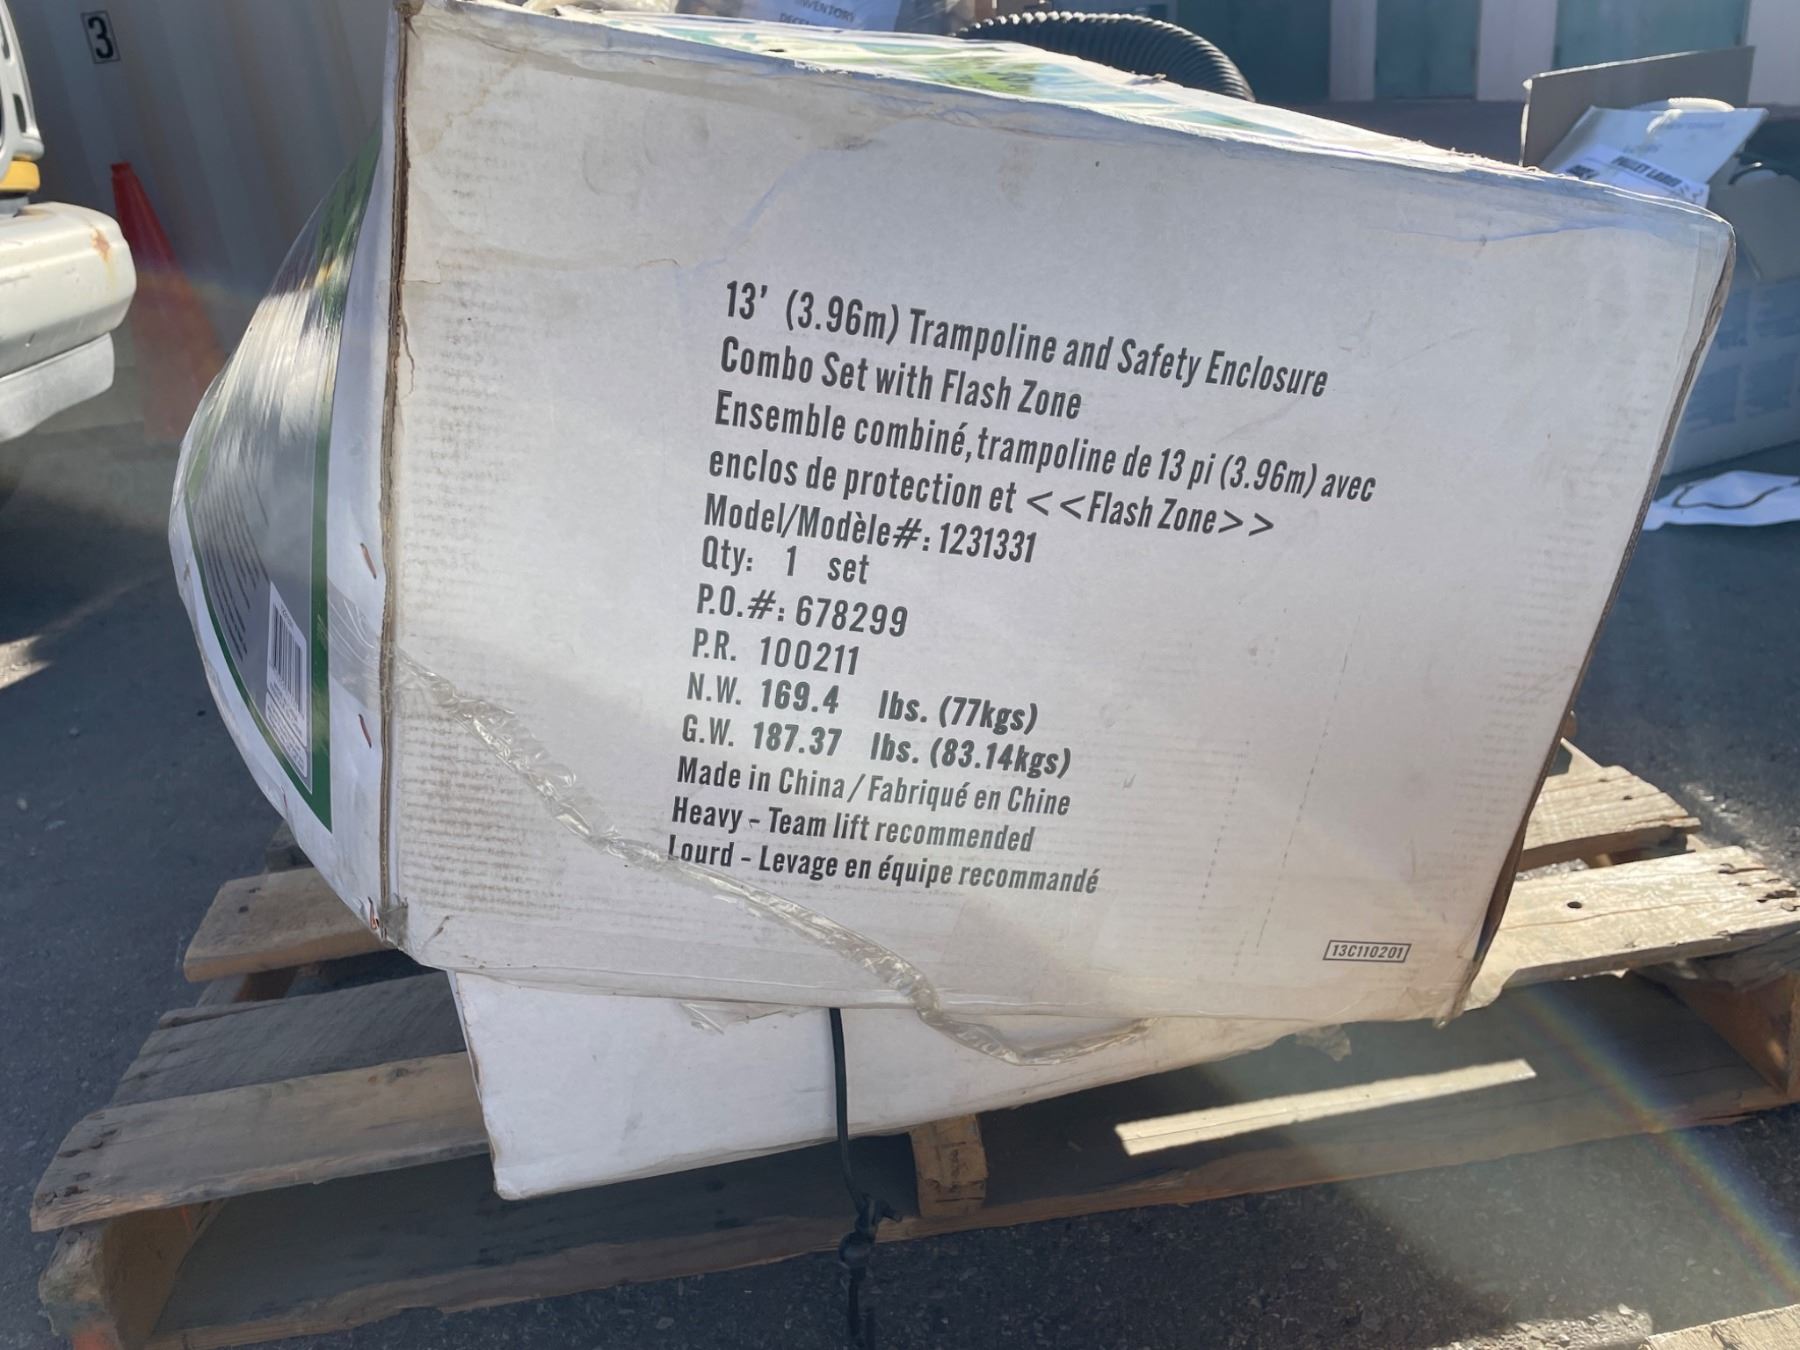 3
INVENTORY
PALLET LOAD
13' (3.96m) Trampoline and Safety Enclosure
Combo Set with Flash Zone
Ensemble combiné, trampoline de 13 pi (3.96m) avec
enclos de protection et <<Flash Zone>>
Model/Modèle#: 1231331
Qty: 1 set
P.O.#: 678299
P.R. 100211
N.W. 169.4 lbs. (77kgs)
G.W. 187.37 lbs. (83.14kgs)
Made in China / Fabriqué en Chine
Heavy - Team lift recommended
Lourd - Levage en équipe recommandé
13C110201